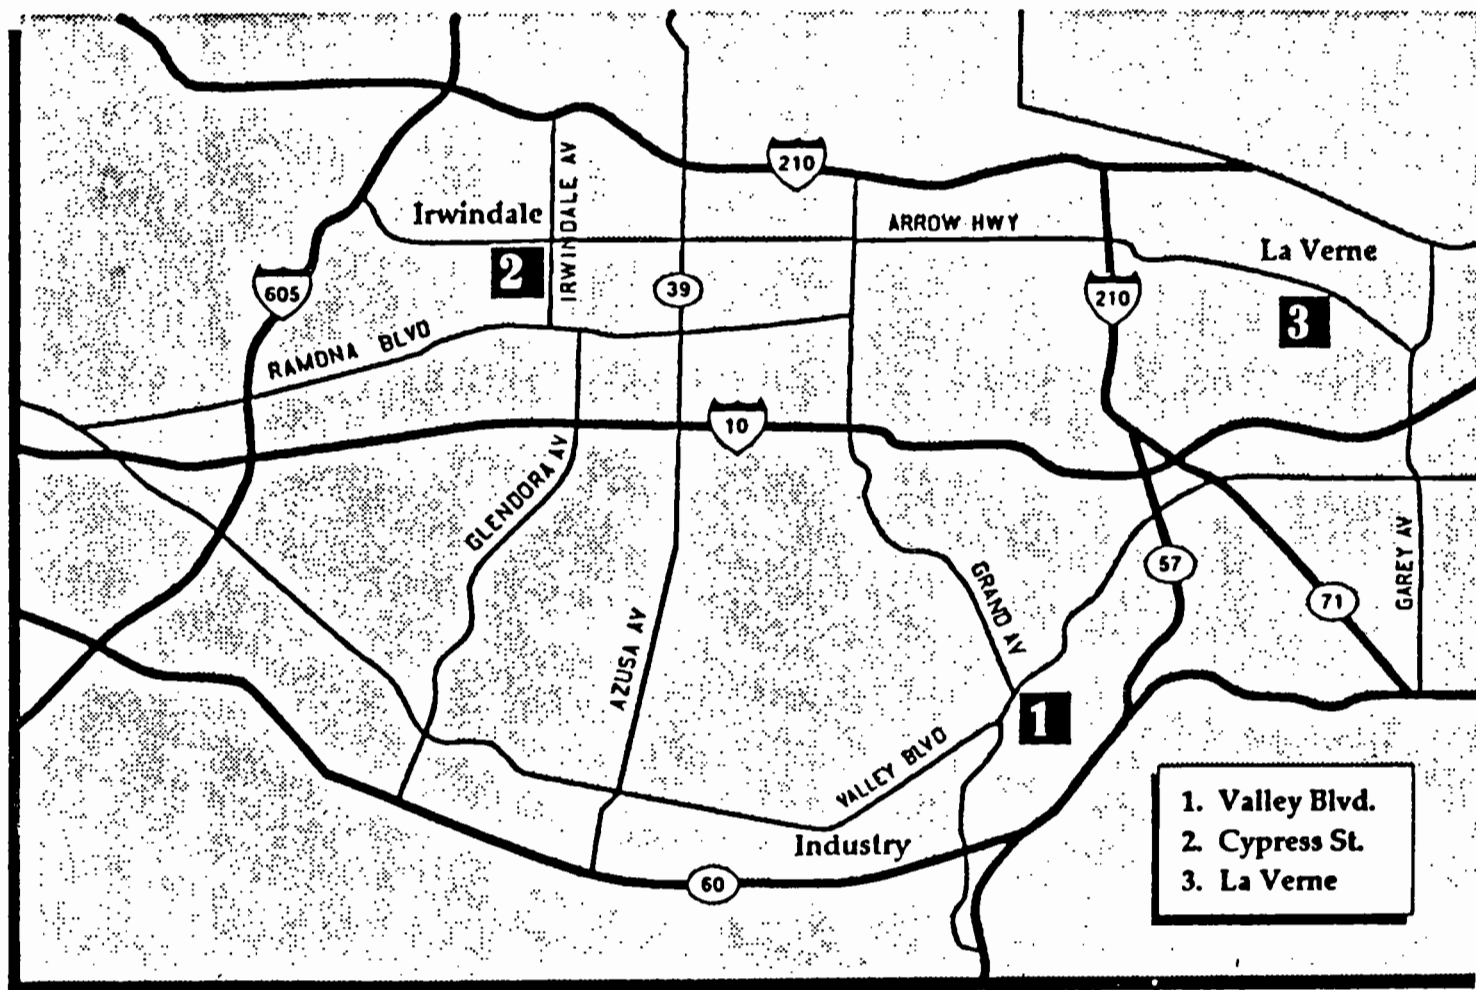 210
IRWINDALE AV
Irwindale
ARROW HWY
La Verne
2
605
39
210
3
RAMONA BLVD
10
GLENDORA AV
57
GRAND AV
GAREY AV
71
AZUSA AV
1
VALLEY BLVD
Industry
60
1. Valley Blvd.
2. Cypress St.
3. La Verne